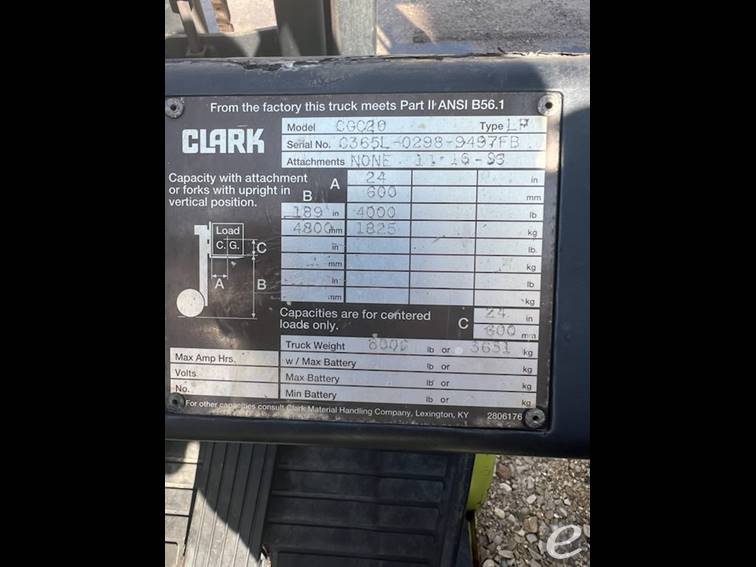 From the factory this truck meets Part II ANSI B56.1
CLARK
Model CGC20 Type LP
Serial No. C365L-0298-9497FB
Attachments NONE 11-16-93
Capacity with attachment
or forks with upright in
vertical position.
A 24 in
B 600 mm
189 in 4000 lb
4800 mm 1825 kg
in lb.
mm kg
in lb
mm kg
Load
C. G.
C
A
B
Capacities are for centered
loads only.
C 24 in
600 mm
Truck Weight 8000 lb or 3631 kg
Max Amp Hrs. w / Max Battery lb or kg
Volts Max Battery lb or kg
No. Min Battery lb or kg
For other capacities consult Clark Material Handling Company, Lexington, KY 2806176
e